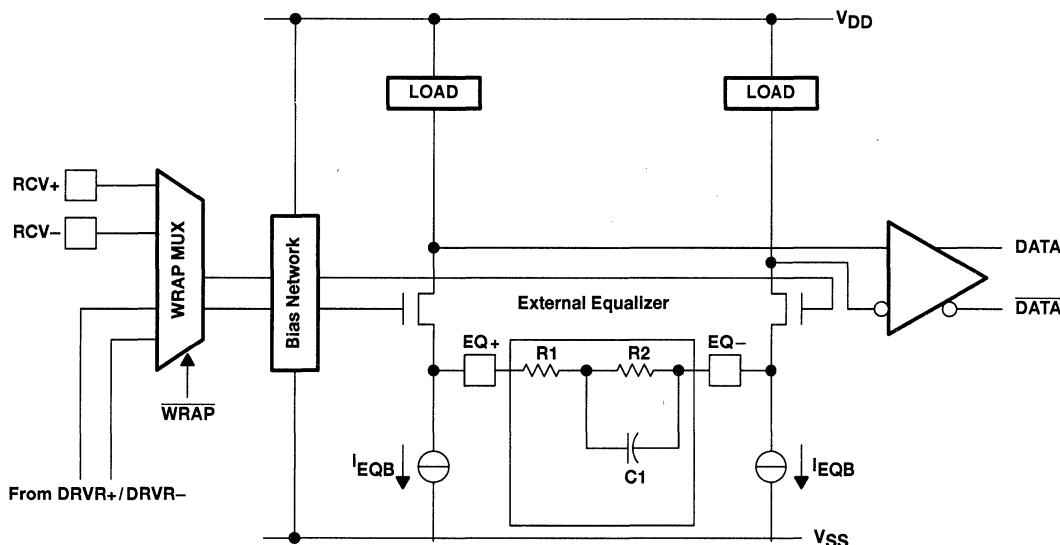 VDD
LOAD
LOAD
RCV+
RCV−
WRAP MUX
Bias Network
DATA
DATA
External Equalizer
EQ+
R1
R2
EQ−
WRAP
C1
IEQB
IEQB
From DRVR+/DRVR−
VSS